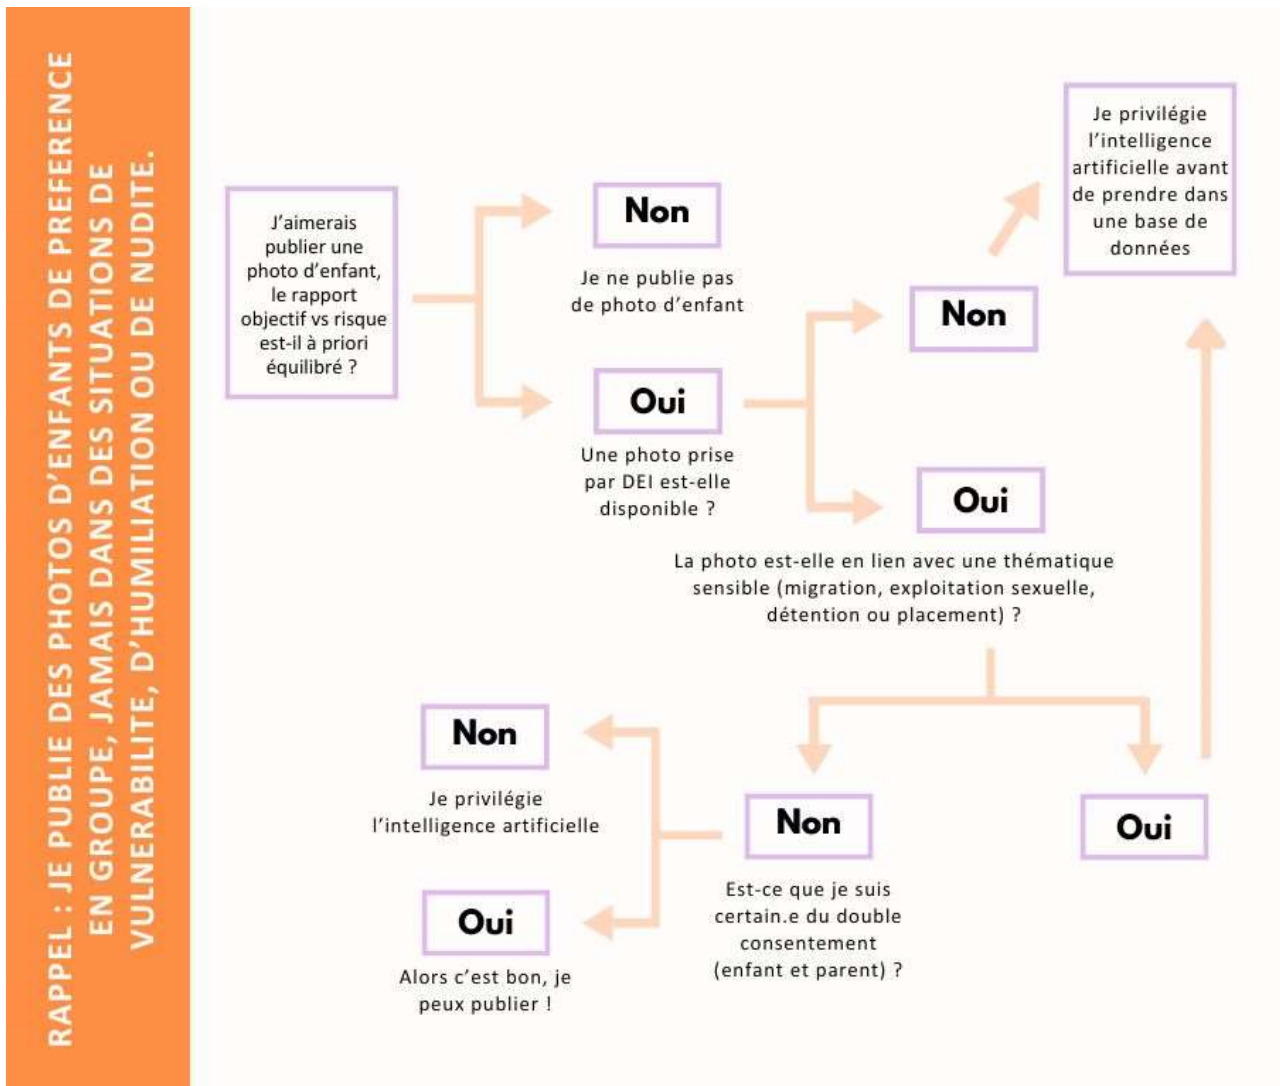 RAPPEL : JE PUBLIE DES PHOTOS D'ENFANTS DE PREFERENCE
EN GROUPE, JAMAIS DANS DES SITUATIONS DE
VULNERABILITE, D'HUMILIATION OU DE NUDITE.
J'aimerais
publier une
photo d'enfant,
le rapport
objectif vs risque
est-il à priori
équilibré ?
Non
Je ne publie pas
de photo d'enfant
Oui
Une photo prise
par DEI est-elle
disponible ?
Non
Je privilégie
l'intelligence
artificielle avant
de prendre dans
une base de
données
Oui
La photo est-elle en lien avec une thématique
sensible (migration, exploitation sexuelle,
détention ou placement) ?
Non
Est-ce que je suis
certain.e du double
consentement
(enfant et parent) ?
Oui
Non
Je privilégie
l'intelligence artificielle
Oui
Alors c'est bon, je
peux publier !